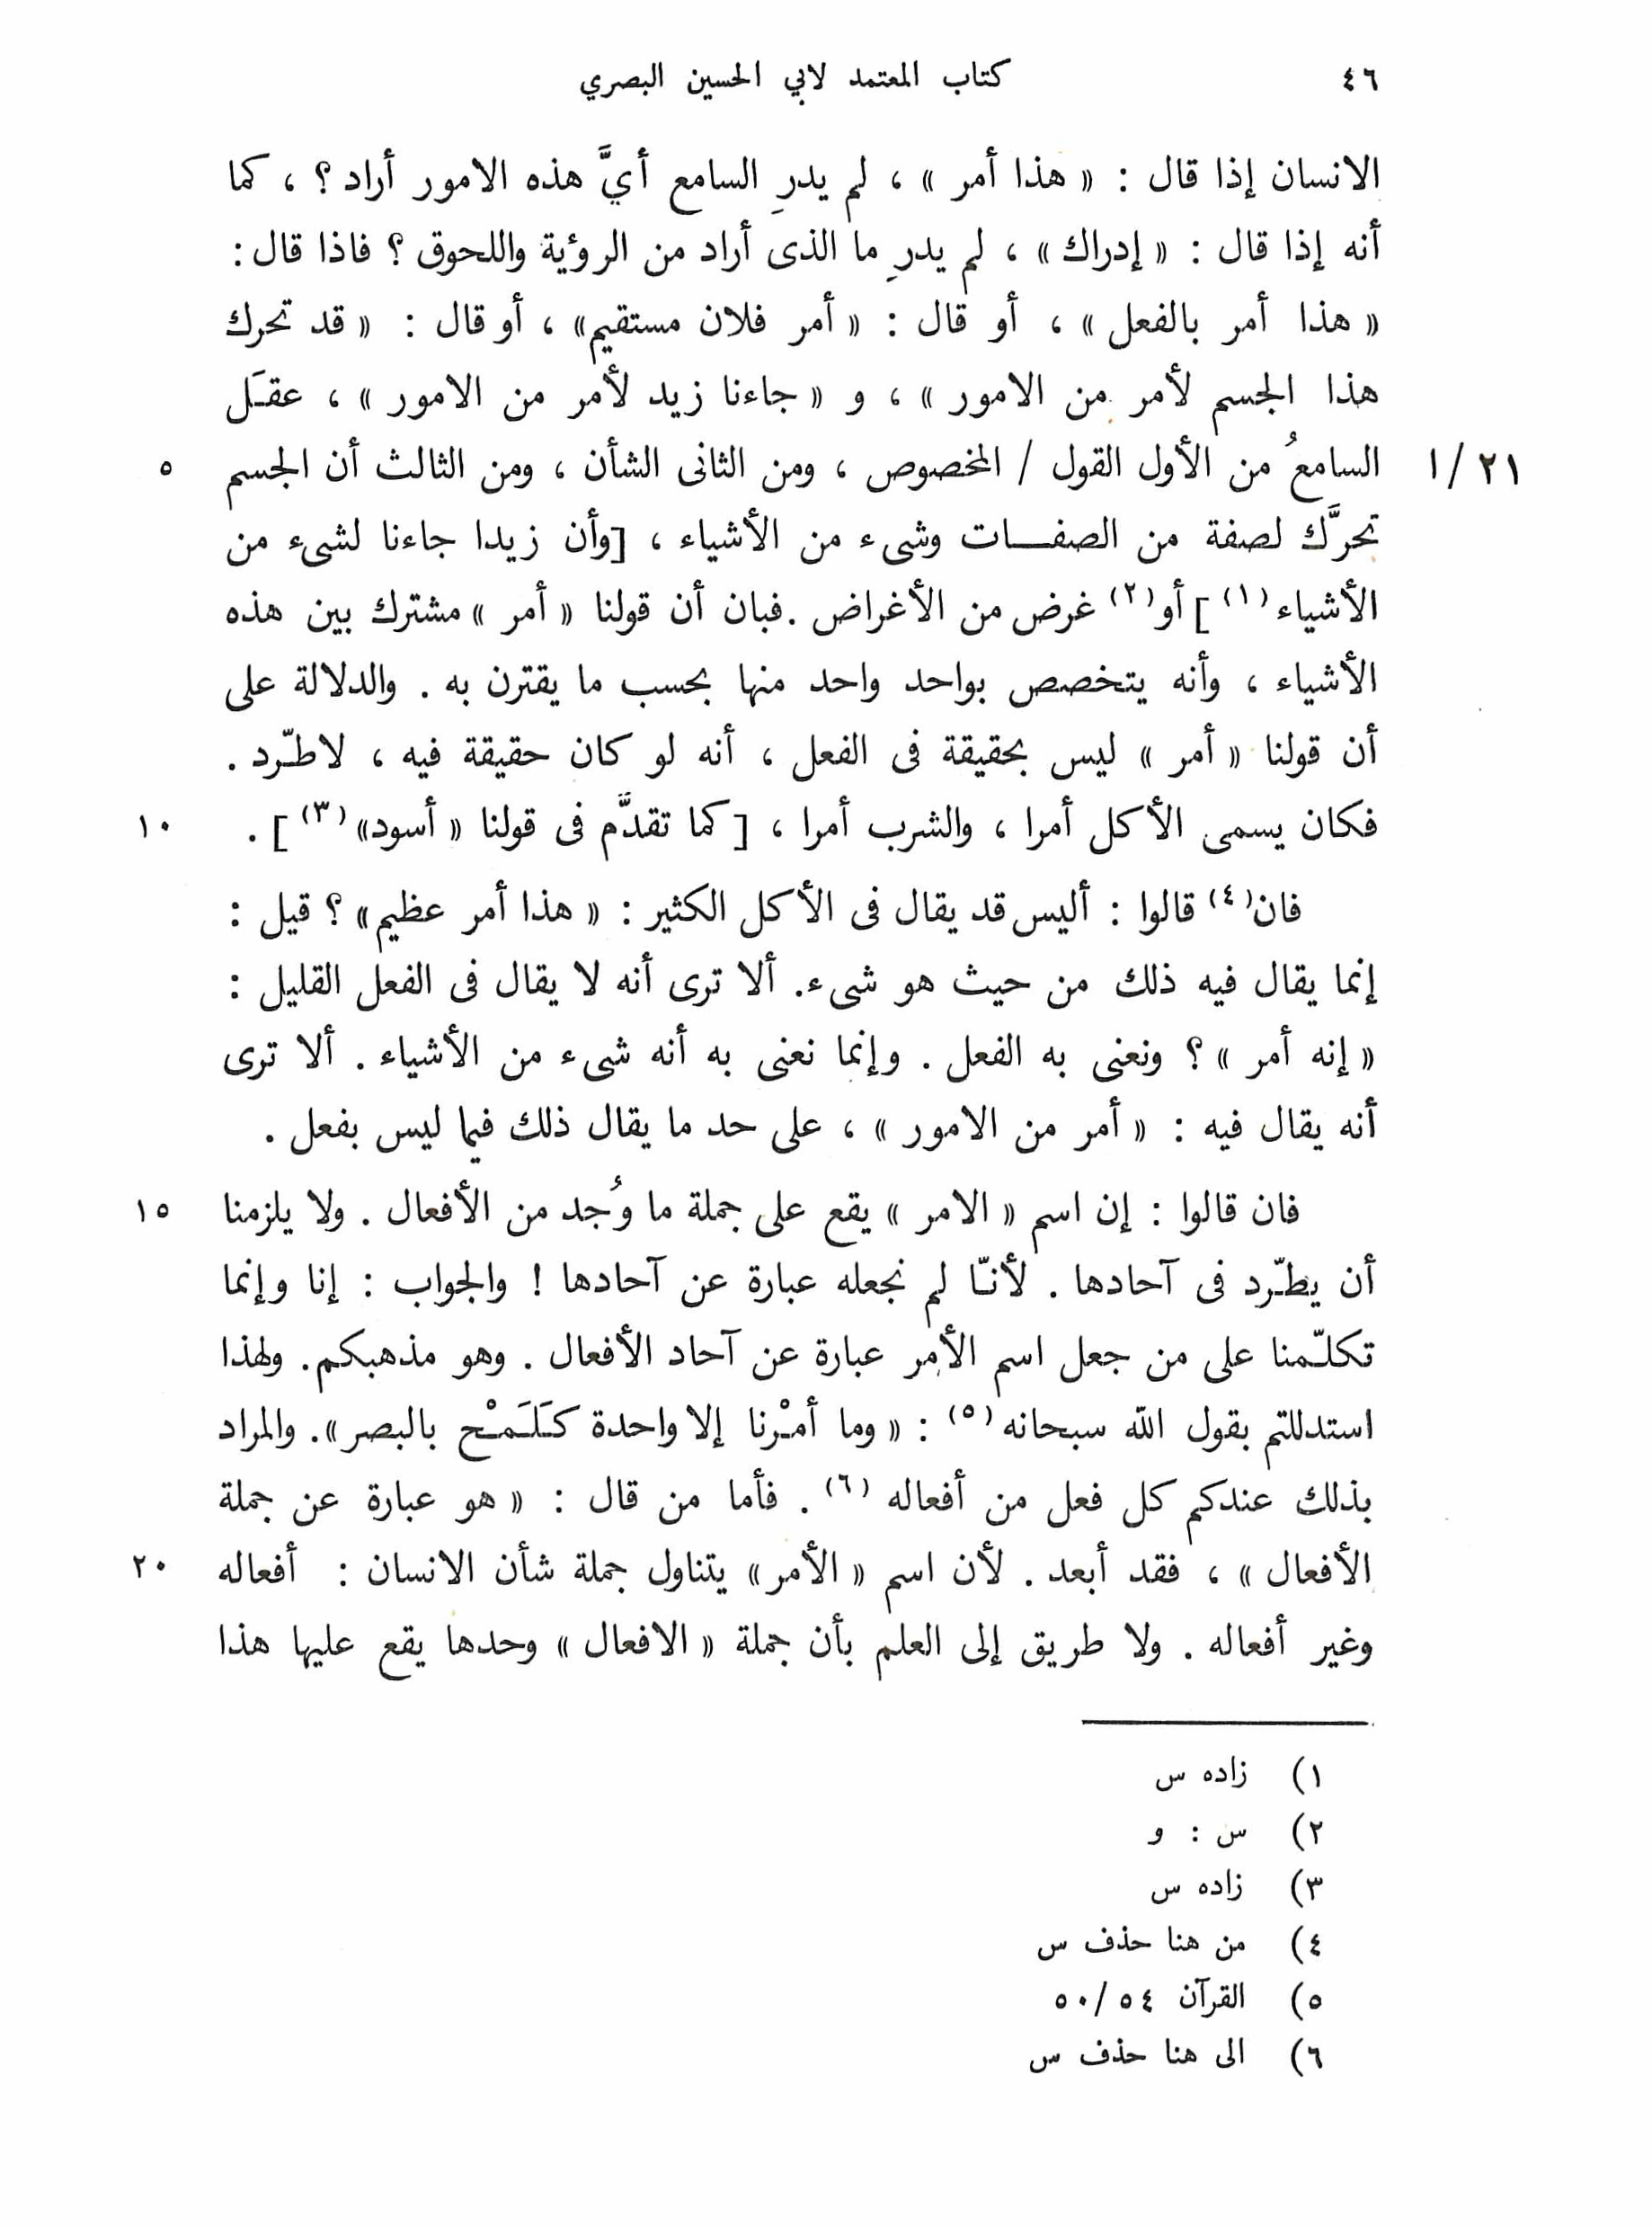 ٤٦ كتاب المعتمد لابي الحسين البصري
الانسان إذا قال : « هذا أمر » ، لم يدرِ السامع أيَّ هذه الامور أراد ؟ ، كما
أنه إذا قال : « إدراك » ، لم يدرِ ما الذى أراد من الرؤية واللحوق ؟ فاذا قال :
« هذا أمر بالفعل » ، أو قال : « أمر فلان مستقيم» ، أو قال : « قد تحرك
هذا الجسم لأمر من الامور » ، و « جاءنا زيد لأمر من الامور » ، عقـَل
٢١/ا السامعُ من الأول القول / المخصوص ، ومن الثانى الشأن ، ومن الثالث أن الجسم ٥
تحرَّك لصفة من الصفـــات وشىء من الأشياء ، [وأن زيدا جاءنا لشىء من
الأشياء (١) ] أو (٢) غرض من الأغراض . فبان أن قولنا « أمر » مشترك بين هذه
الأشياء ، وأنه يتخصص بواحد واحد منها بحسب ما يقترن به . والدلالة على
أن قولنا « أمر » ليس بحقيقة فى الفعل ، أنه لو كان حقيقة فيه ، لاطـّرد .
فكان يسمى الأكل أمرا ، والشرب أمرا ، [ كما تقدَّم فى قولنا « أسود» (٣) ] . ١٠
فان (٤) قالوا : أليس قد يقال فى الأكل الكثير : « هذا أمر عظيم» ؟ قيل :
إنما يقال فيه ذلك من حيث هو شىء. ألا ترى أنه لا يقال فى الفعل القليل :
« إنه أمر » ؟ ونعنى به الفعل . وإنما نعنى به أنه شىء من الأشياء . ألا ترى
أنه يقال فيه : « أمر من الامور » ، على حد ما يقال ذلك فيما ليس بفعل .
فان قالوا : إن اسم « الامر » يقع على جملة ما وُجد من الأفعال . ولا يلزمنا ١٥
أن يطـّرد فى آحادها . لأنـّا لم نجعله عبارة عن آحادها ! والجواب : إنا وإنما
تكلـّمنا على من جعل اسم الأمر عبارة عن آحاد الأفعال . وهو مذهبكم. ولهذا
استدللتم بقول الله سبحانه (٥) : « وما أمـْرنا إلا واحدة كـَلـَمـْح بالبصر ». والمراد
بذلك عندكم كل فعل من أفعاله (٦) . فأما من قال : « هو عبارة عن جملة
الأفعال » ، فقد أبعد . لأن اسم « الأمر» يتناول جملة شأن الانسان : أفعاله ٢٠
وغير أفعاله . ولا طريق إلى العلم بأن جملة « الافعال » وحدها يقع عليها هذا
١) زاده س
٢) س : و
٣) زاده س
٤) من هنا حذف س
٥) القرآن ٥٤/٥٠
٦) الى هنا حذف س